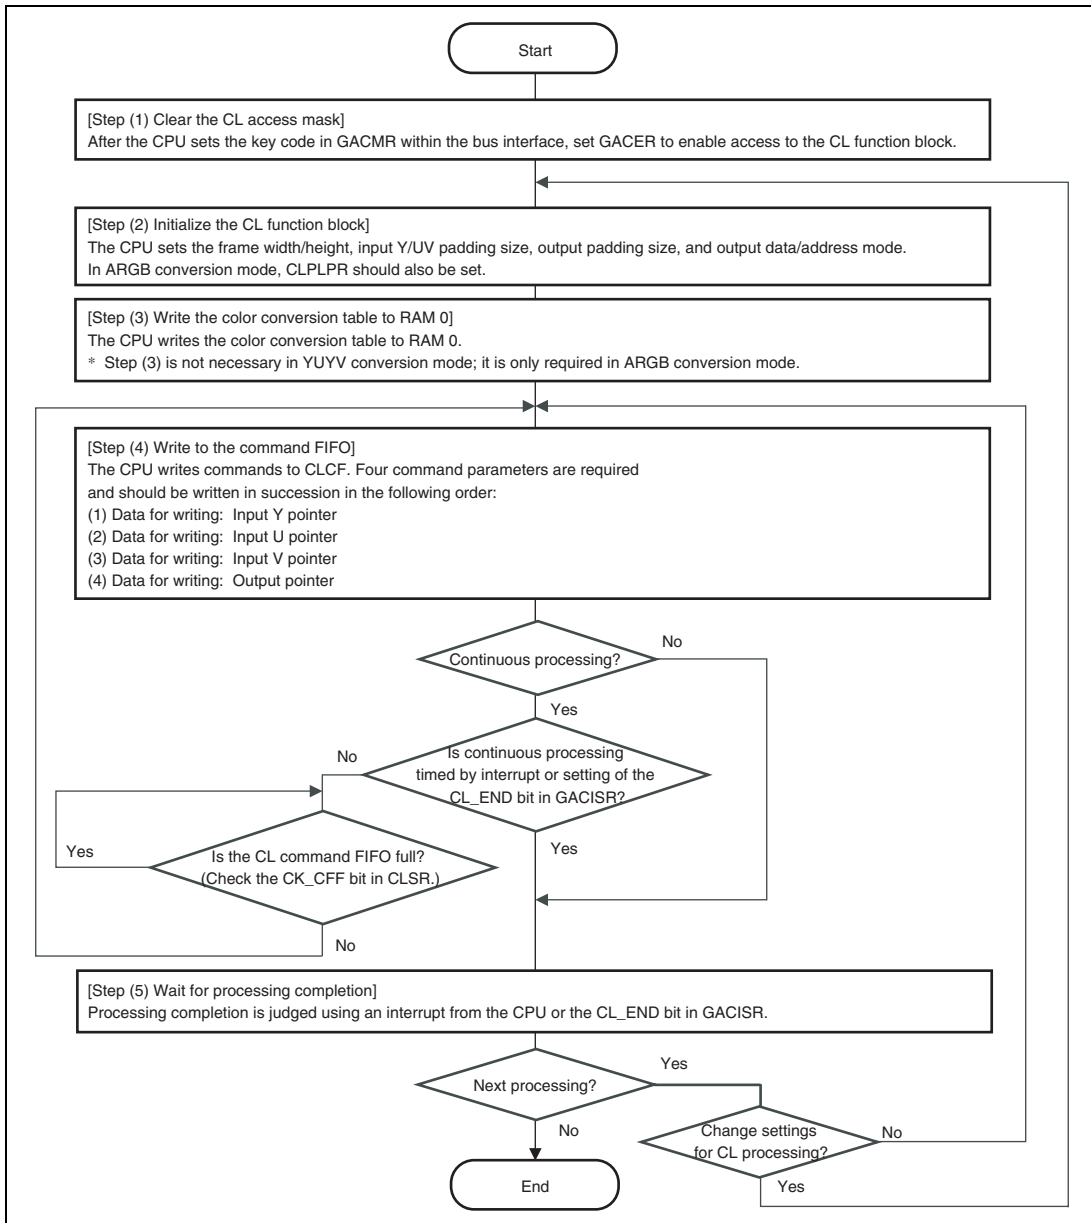 Start
[Step (1) Clear the CL access mask]
After the CPU sets the key code in GACMR within the bus interface, set GACER to enable access to the CL function block.
[Step (2) Initialize the CL function block]
The CPU sets the frame width/height, input Y/UV padding size, output padding size, and output data/address mode.
In ARGB conversion mode, CLPLPR should also be set.
[Step (3) Write the color conversion table to RAM 0]
The CPU writes the color conversion table to RAM 0.
* Step (3) is not necessary in YUYV conversion mode; it is only required in ARGB conversion mode.
[Step (4) Write to the command FIFO]
The CPU writes commands to CLCF. Four command parameters are required
and should be written in succession in the following order:
(1) Data for writing: Input Y pointer
(2) Data for writing: Input U pointer
(3) Data for writing: Input V pointer
(4) Data for writing: Output pointer
No
Continuous processing?
Yes
No
Is continuous processing
timed by interrupt or setting of the
CL_END bit in GACISR?
Yes
Yes
Is the CL command FIFO full?
(Check the CK_CFF bit in CLSR.)
No
[Step (5) Wait for processing completion]
Processing completion is judged using an interrupt from the CPU or the CL_END bit in GACISR.
Yes
Next processing?
No
Change settings
for CL processing?
No
Yes
End